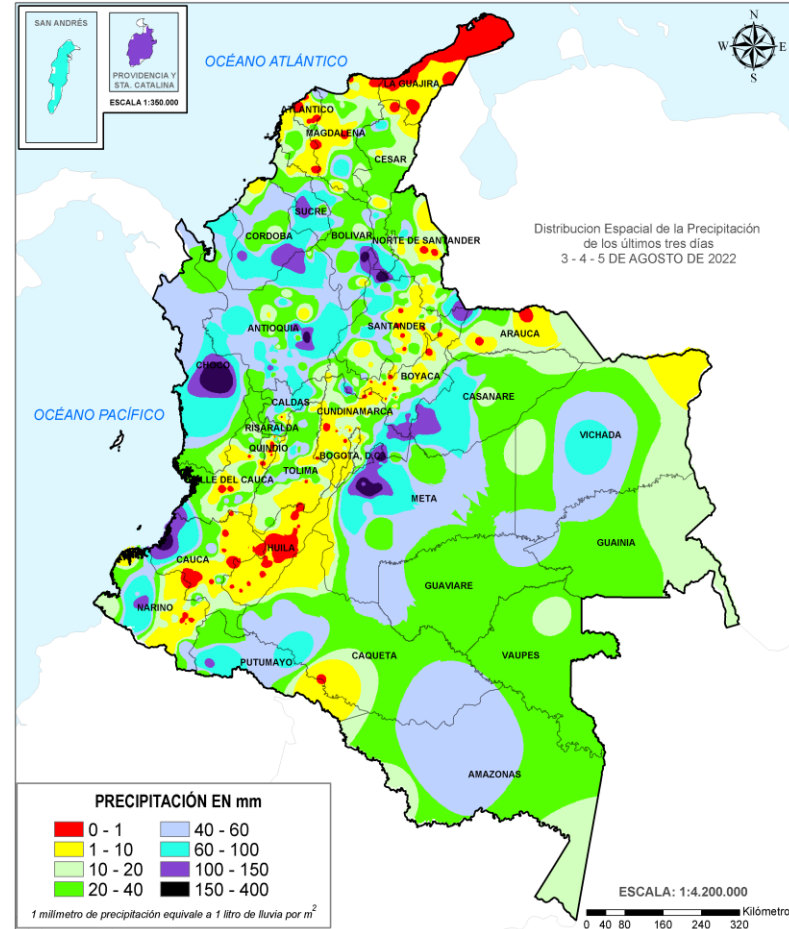 SAN ANDRÉS
PROVIDENCIA Y
STA. CATALINA
ESCALA 1:350.000
OCÉANO ATLÁNTICO
N
W E
S
LA GUAJIRA
ATLÁNTICO
MAGDALENA
CESAR
SUCRE
CORDOBA
BOLIVAR
NORTE DE SANTANDER
Distribucion Espacial de la Precipitación
de los últimos tres días
3 - 4 - 5 DE AGOSTO DE 2022
ANTIOQUIA
SANTANDER
ARAUCA
CHOCO
BOYACA
CASANARE
OCÉANO PACÍFICO
CALDAS
CUNDINAMARCA
RISARALDA
VICHADA
QUINDIO
BOGOTA, D.C.
TOLIMA
VALLE DEL CAUCA
META
GUAINIA
HUILA
CAUCA
GUAVIARE
NARIÑO
CAQUETA
VAUPES
PUTUMAYO
AMAZONAS
PRECIPITACIÓN EN mm
0 - 1 40 - 60
1 - 10 60 - 100
10 - 20 100 - 150
20 - 40 150 - 400
1 milímetro de precipitación equivale a 1 litro de lluvia por m²
ESCALA: 1:4.200.000
Kilómetro
0 40 80 160 240 320